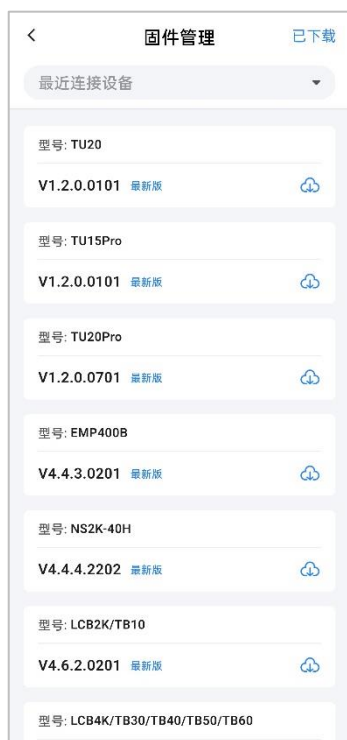 固件管理 已下载
最近连接设备
型号: TU20
V1.2.0.0101 最新版
型号: TU15Pro
V1.2.0.0101 最新版
型号: TU20Pro
V1.2.0.0701 最新版
型号: EMP400B
V4.4.3.0201 最新版
型号: NS2K-40H
V4.4.4.2202 最新版
型号: LCB2K/TB10
V4.6.2.0201 最新版
型号: LCB4K/TB30/TB40/TB50/TB60